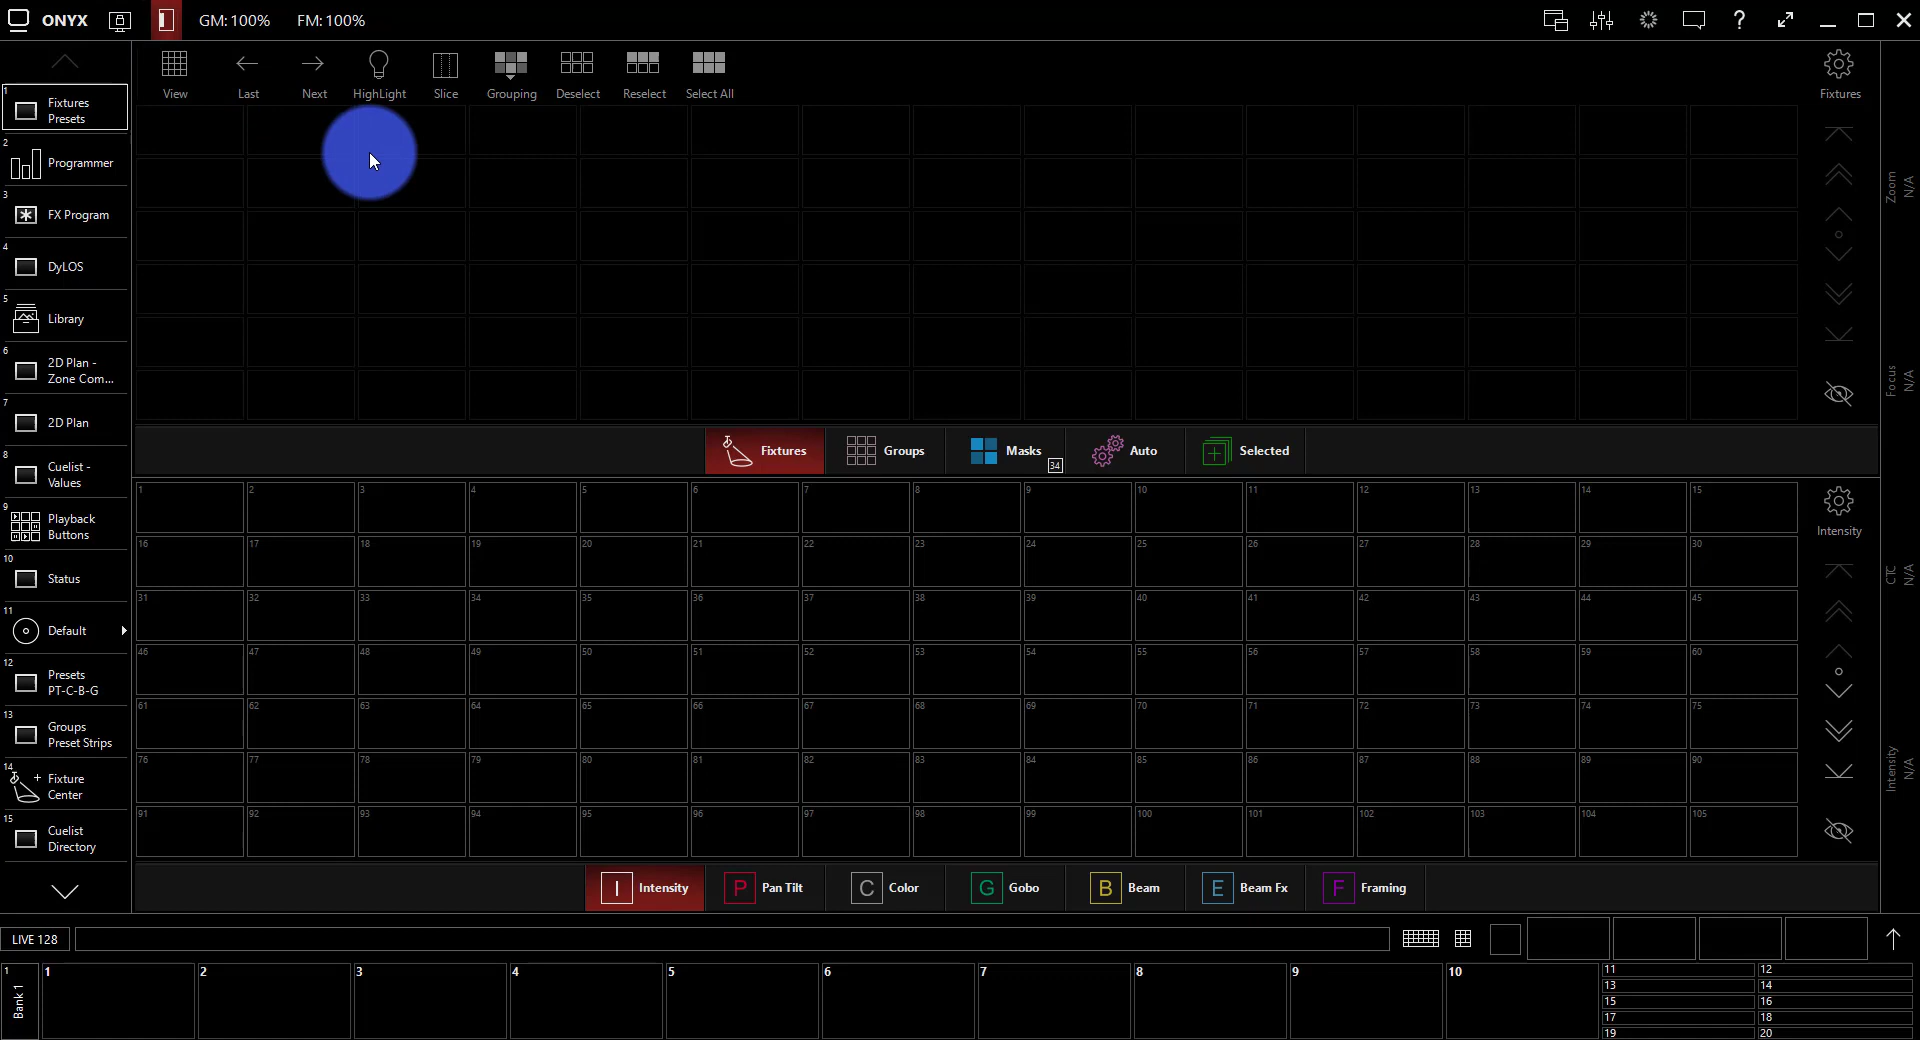 ONYX GM: 100% FM: 100% ?
View Last Next HighLight Slice Grouping Deselect Reselect Select All Fixtures
1 Fixtures Presets
2 Programmer
3 FX Program
4 DyLOS
5 Library
6 2D Plan - Zone Com...
7 2D Plan
8 Cuelist - Values
9 Playback Buttons
10 Status
11 Default
12 Presets PT-C-B-G
13 Groups Preset Strips
14 Fixture Center
15 Cuelist Directory
Zoom N/A
Focus N/A
CTC N/A
Intensity N/A
Fixtures Groups Masks 34 Auto Selected
Intensity
1 2 3 4 5 6 7 8 9 10 11 12 13 14 15
16 17 18 19 20 21 22 23 24 25 26 27 28 29 30
31 32 33 34 35 36 37 38 39 40 41 42 43 44 45
46 47 48 49 50 51 52 53 54 55 56 57 58 59 60
61 62 63 64 65 66 67 68 69 70 71 72 73 74 75
76 77 78 79 80 81 82 83 84 85 86 87 88 89 90
91 92 93 94 95 96 97 98 99 100 101 102 103 104 105
I Intensity P Pan Tilt C Color G Gobo B Beam E Beam Fx F Framing
LIVE 128
1 Bank 1
1 2 3 4 5 6 7 8 9 10
11 12
13 14
15 16
17 18
19 20